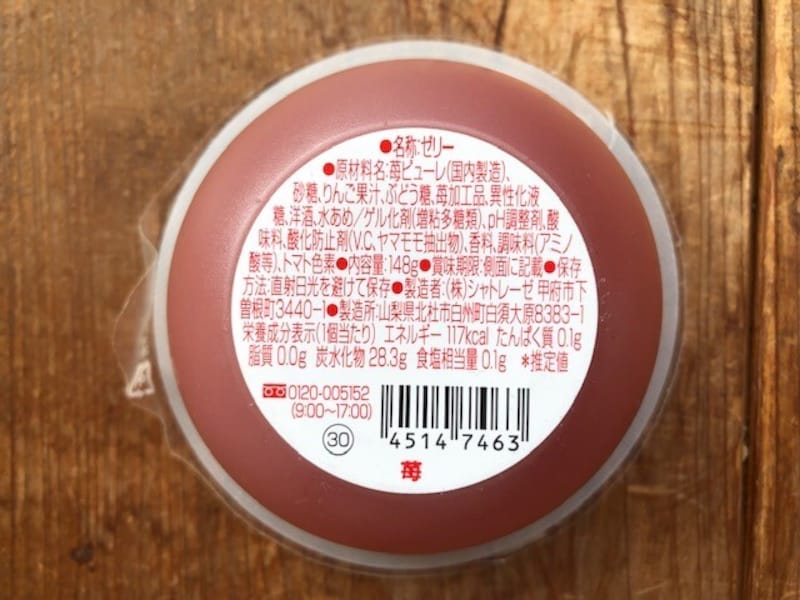 ●名称:ゼリー
●原材料名:苺ピューレ(国内製造)、
砂糖、りんご果汁、ぶどう糖、苺加工品、異性化液
糖、洋酒、水あめ/ゲル化剤(増粘多糖類)、pH調整剤、酸
味料、酸化防止剤(V.C、ヤマモモ抽出物)、香料、調味料(アミノ
酸等)、トマト色素●内容量:148g●賞味期限:側面に記載●保存
方法:直射日光を避けて保存●製造者:(株)シャトレーゼ 甲府市下
曽根町3440-1●製造所:山梨県北杜市白州町白須大原8383-1
栄養成分表示(1個当たり) エネルギー 117kcal たんぱく質 0.1g
脂質 0.0g 炭水化物 28.3g 食塩相当量 0.1g *推定値
0120-005152
(9:00~17:00)
30
4514 7463
苺